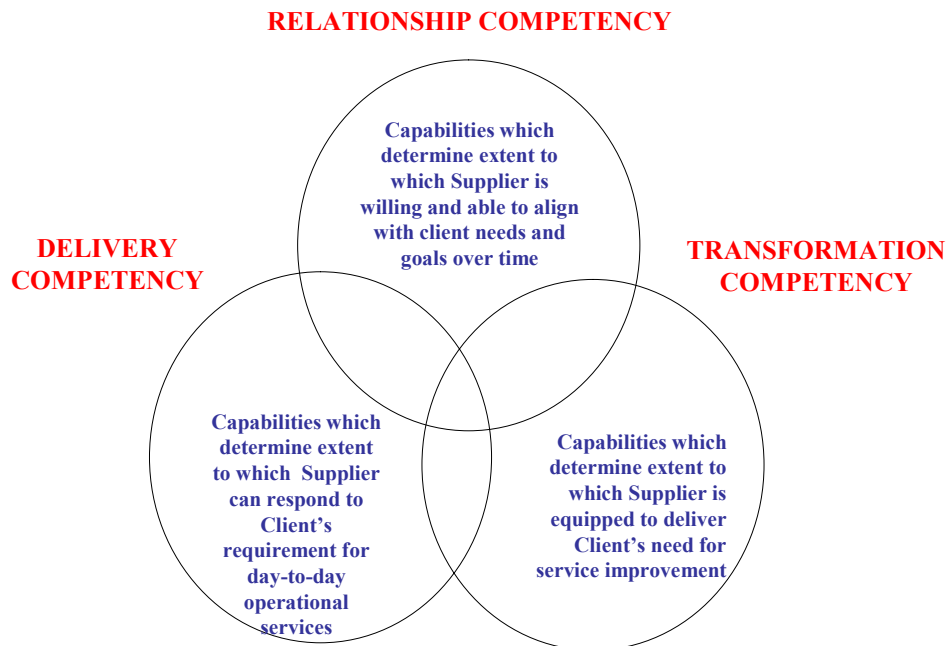 RELATIONSHIP COMPETENCY
Capabilities which
determine extent to
which Supplier is
willing and able to align
with client needs and
goals over time
DELIVERY
COMPETENCY
TRANSFORMATION
COMPETENCY
Capabilities which
determine extent
to which Supplier
can respond to
Client’s
requirement for
day-to-day
operational
services
Capabilities which
determine extent to
which Supplier is
equipped to deliver
Client’s need for
service improvement